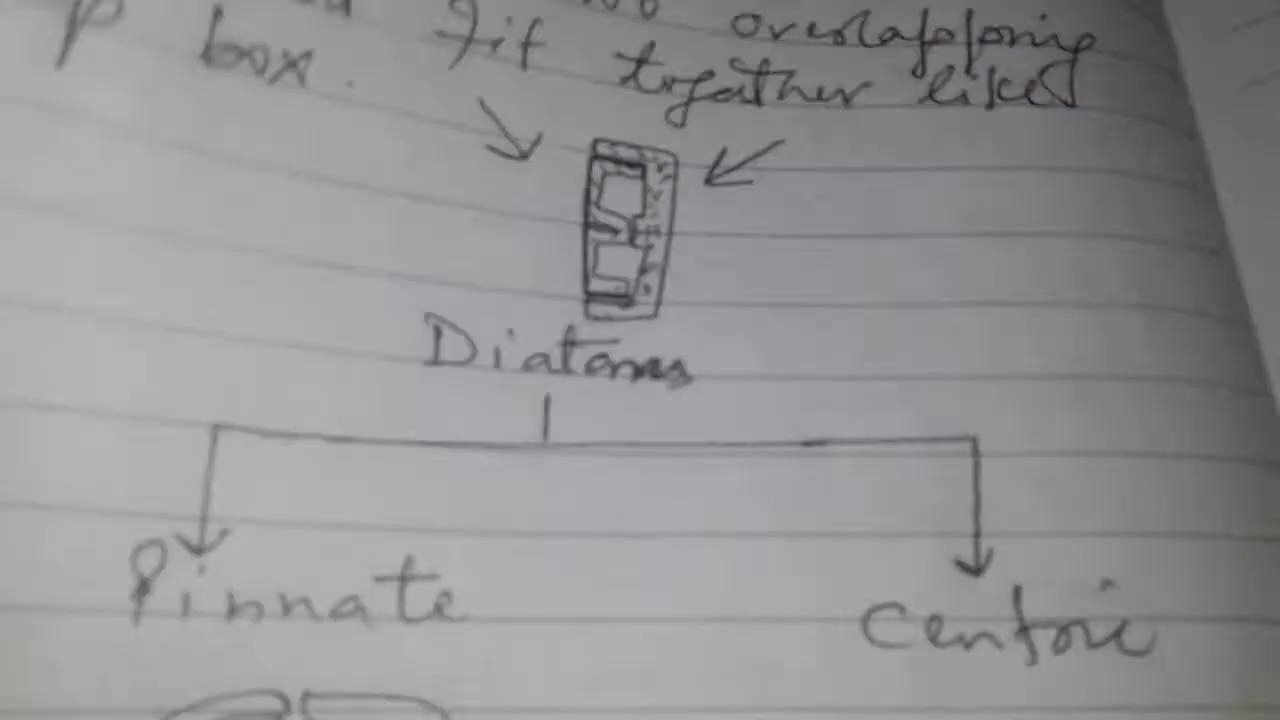 overlapping
box. fit together like
Diatoms
Pinnate
Centric